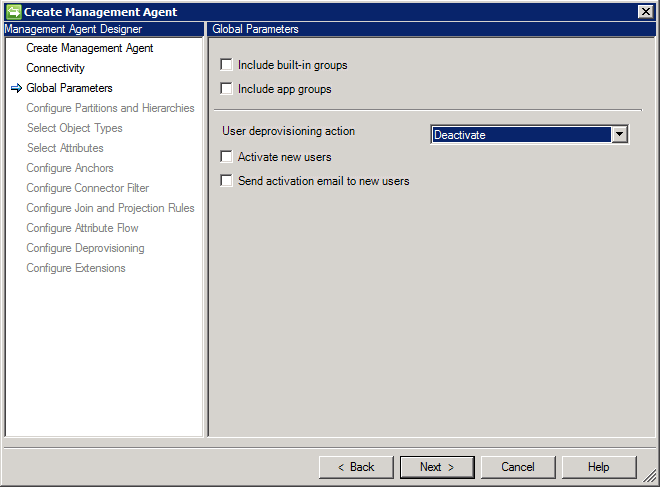 Create Management Agent
Management Agent Designer
Create Management Agent
Connectivity
Global Parameters
Configure Partitions and Hierarchies
Select Object Types
Select Attributes
Configure Anchors
Configure Connector Filter
Configure Join and Projection Rules
Configure Attribute Flow
Configure Deprovisioning
Configure Extensions
Global Parameters
Include built-in groups
Include app groups
User deprovisioning action
Deactivate
Activate new users
Send activation email to new users
< Back
Next >
Cancel
Help